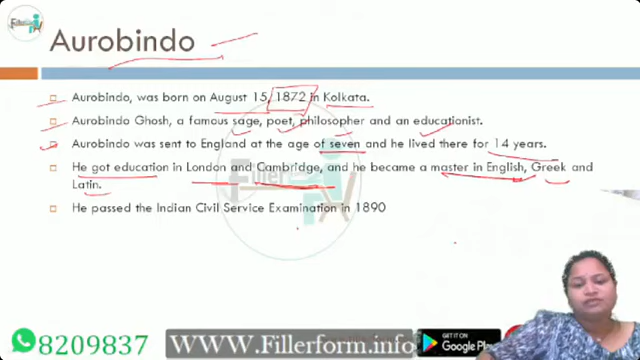 Fillerform
Aurobindo
Aurobindo, was born on August 15, 1872 in Kolkata.
Aurobindo Ghosh, a famous sage, poet, philosopher and an educationist.
Aurobindo was sent to England at the age of seven and he lived there for 14 years.
He got education in London and Cambridge, and he became a master in English, Greek and
Latin.
He passed the Indian Civil Service Examination in 1890
8209837
WWW.Fillerform.info
GET IT ON
Google Play